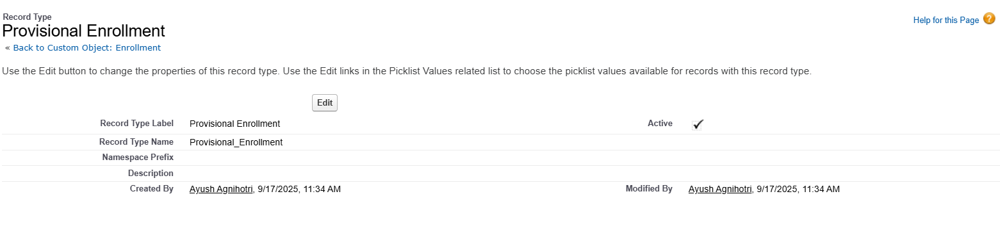 Record Type
Provisional Enrollment
Help for this Page ?
« Back to Custom Object: Enrollment
Use the Edit button to change the properties of this record type. Use the Edit links in the Picklist Values related list to choose the picklist values available for records with this record type.
Edit
Record Type Label Provisional Enrollment Active
Record Type Name Provisional_Enrollment
Namespace Prefix
Description
Created By Ayush Agnihotri, 9/17/2025, 11:34 AM Modified By Ayush Agnihotri, 9/17/2025, 11:34 AM